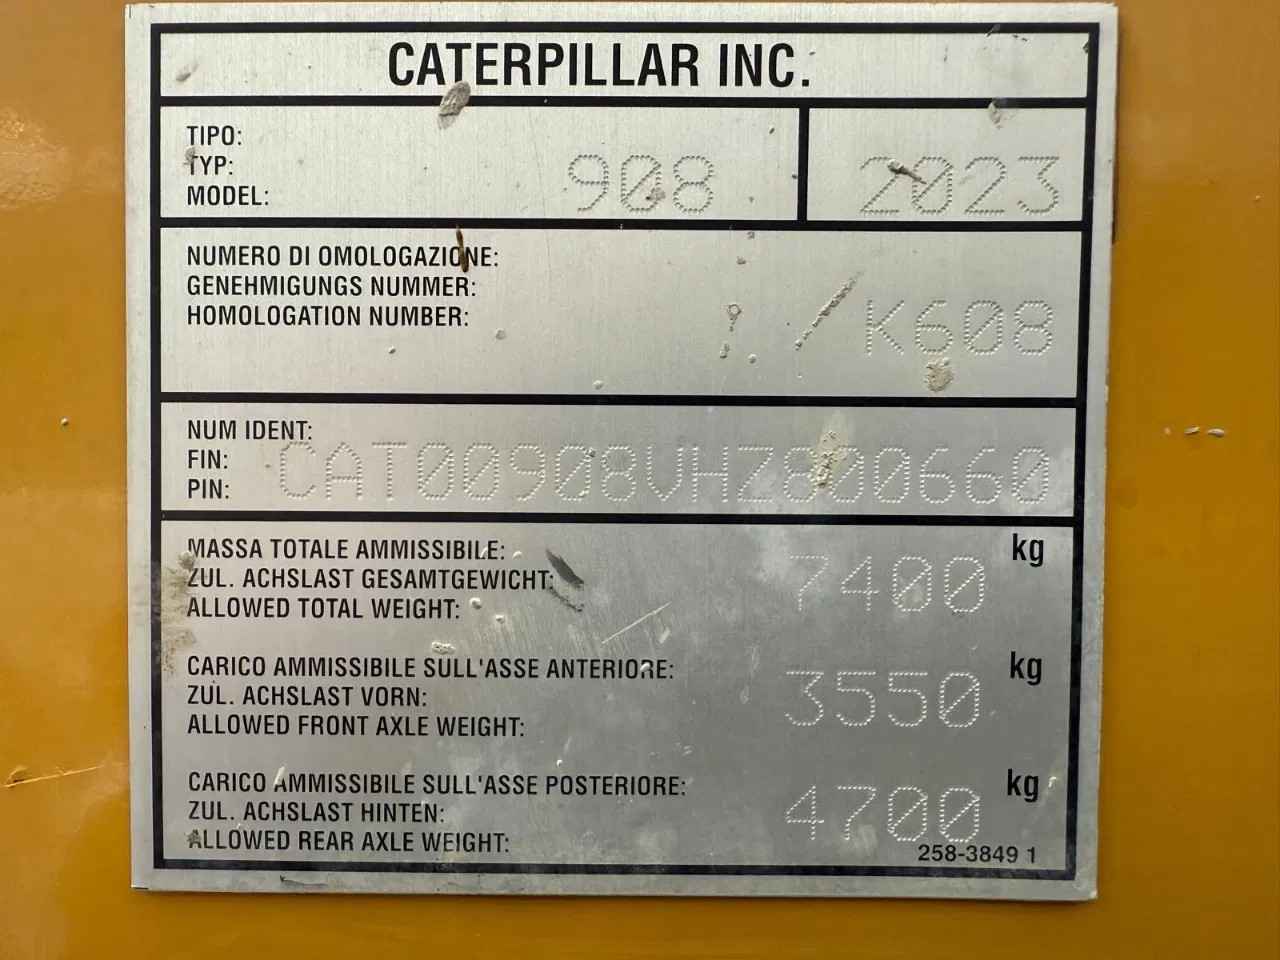 CATERPILLAR INC.
TIPO:
TYP:
MODEL: 908 2023
NUMERO DI OMOLOGAZIONE:
GENEHMIGUNGS NUMMER:
HOMOLOGATION NUMBER: /K608
NUM IDENT:
FIN: CAT00908VHZ800660
PIN:
MASSA TOTALE AMMISSIBILE: kg
ZUL. ACHSLAST GESAMTGEWICHT: 7400
ALLOWED TOTAL WEIGHT:
CARICO AMMISSIBILE SULL'ASSE ANTERIORE: kg
ZUL. ACHSLAST VORN: 3550
ALLOWED FRONT AXLE WEIGHT:
CARICO AMMISSIBILE SULL'ASSE POSTERIORE: kg
ZUL. ACHSLAST HINTEN: 4700
ALLOWED REAR AXLE WEIGHT:
258-3849 1